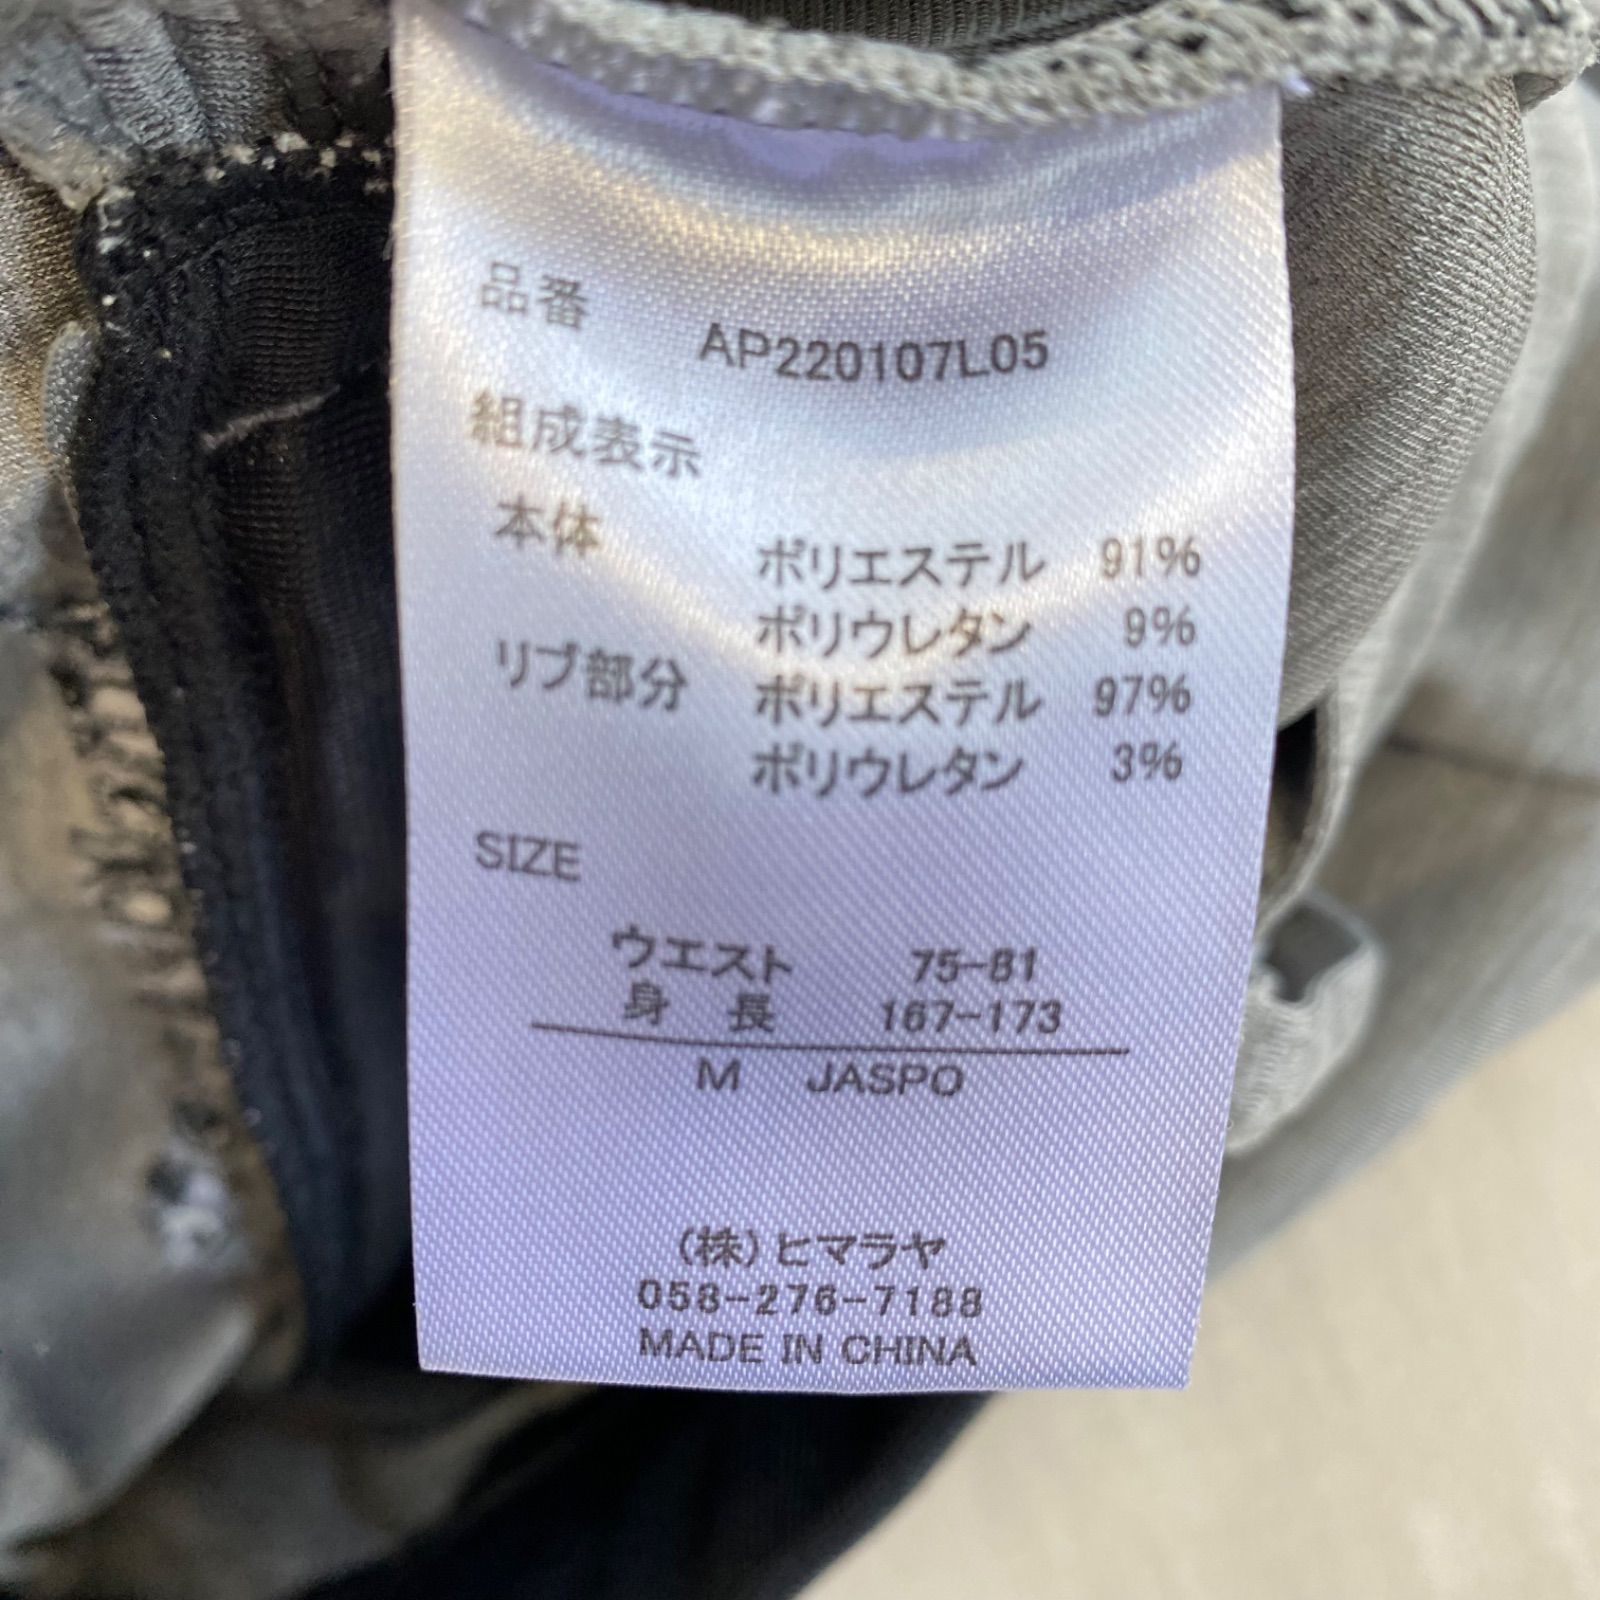 品番 AP220107L05
組成表示
本体 ポリエステル 91%
ポリウレタン 9%
リブ部分 ポリエステル 97%
ポリウレタン 3%
SIZE
ウエスト 75-81
身 長 167-173
M JASPO
(株)ヒマラヤ
058-276-7188
MADE IN CHINA